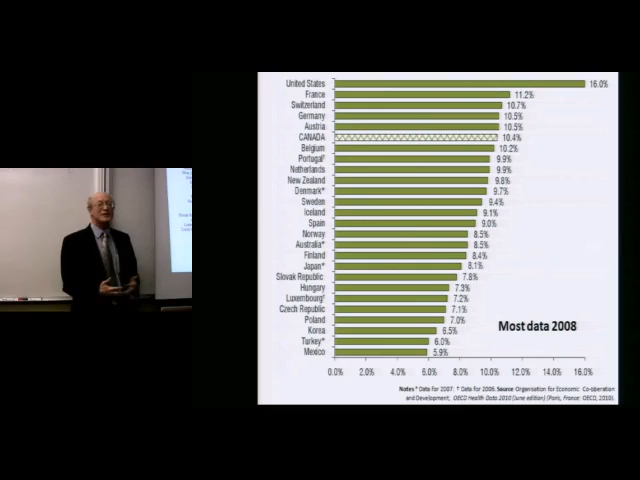 United States 16.0%
France 11.2%
Switzerland 10.7%
Germany 10.5%
Austria 10.5%
CANADA 10.4%
Belgium 10.2%
Portugal† 9.9%
Netherlands 9.9%
New Zealand 9.8%
Denmark* 9.7%
Sweden 9.4%
Iceland 9.1%
Spain 9.0%
Norway 8.5%
Australia* 8.5%
Finland 8.4%
Japan* 8.1%
Slovak Republic 7.8%
Hungary 7.3%
Luxembourg† 7.2%
Czech Republic 7.1%
Poland 7.0%
Korea 6.5%
Turkey* 6.0%
Mexico 5.9%
Most data 2008
0.0% 2.0% 4.0% 6.0% 8.0% 10.0% 12.0% 14.0% 16.0%
Notes * Data for 2007. † Data for 2006. Source Organisation for Economic Co-operation
and Development, OECD Health Data 2010 (June edition) (Paris, France: OECD, 2010).